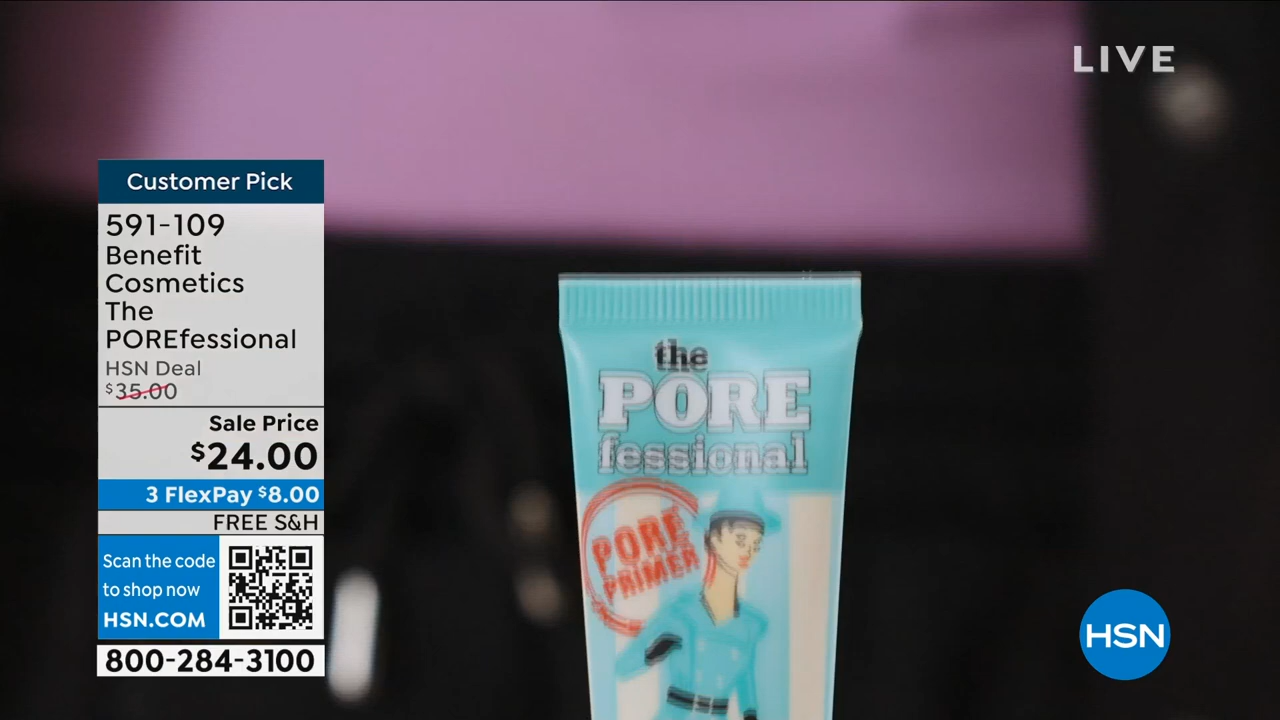 LIVE
Customer Pick
591-109
Benefit
Cosmetics
The
POREfessional
HSN Deal
$35.00
Sale Price
$24.00
3 FlexPay $8.00
FREE S&H
Scan the code
to shop now
HSN.COM
800-284-3100
the
PORE
fessional
PORE
PRIMER
HSN